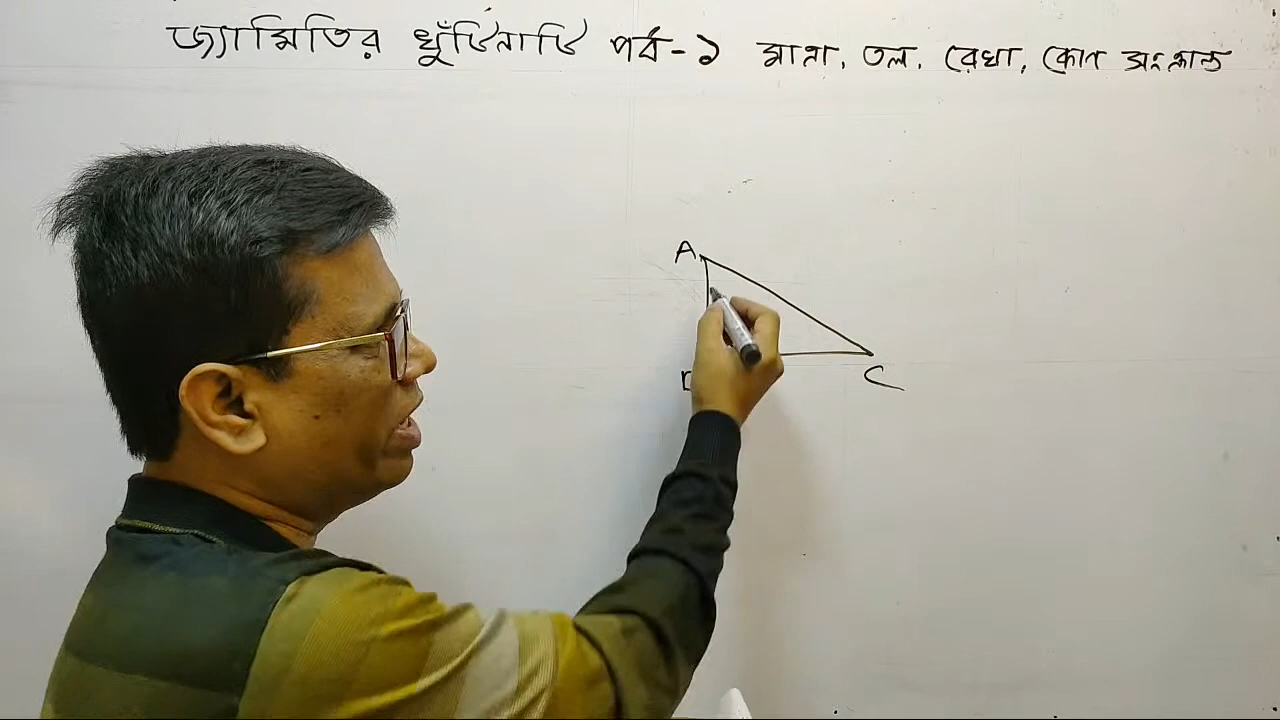 জ্যামিতির খুঁটিনাটি পর্ব-১ মাত্রা, তল, রেখা, কোণ সংক্রান্ত
A
C